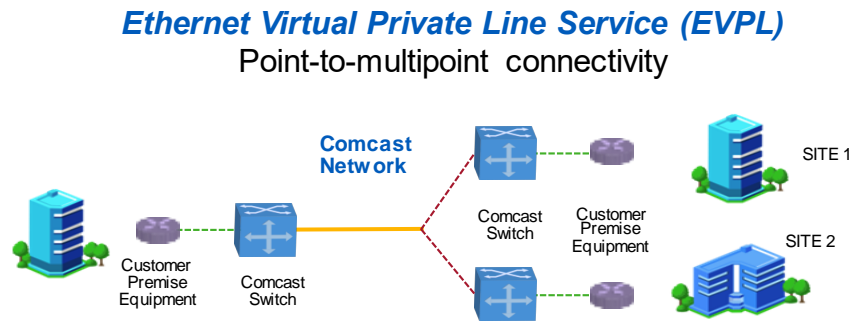 Ethernet Virtual Private Line Service (EVPL)
Point-to-multipoint connectivity
Comcast
Network
SITE 1
Comcast
Switch
Customer
Premise
Equipment
SITE 2
Customer
Premise
Equipment
Comcast
Switch